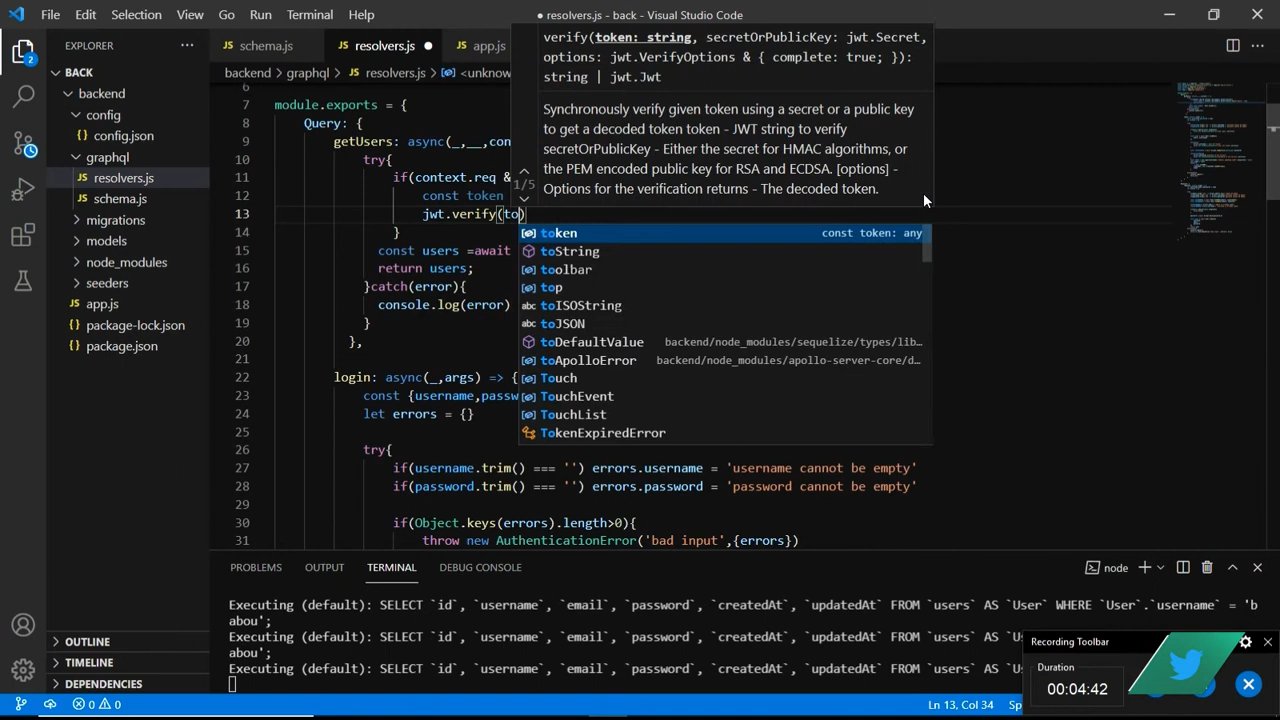 File Edit Selection View Go Run Terminal Help
● resolvers.js - back - Visual Studio Code
EXPLORER
BACK
backend
config
config.json
graphql
resolvers.js
schema.js
migrations
models
node_modules
seeders
app.js
package-lock.json
package.json
OUTLINE
TIMELINE
DEPENDENCIES
2
schema.js resolvers.js ● app.js
backend > graphql > resolvers.js > <unknow
6
7 module.exports = {
8 Query: {
9 getUsers: async(_,__,con
10 try{
11 if(context.req &
12 const token
13 jwt.verify(to)
14 }
15 const users =await
16 return users;
17 }catch(error){
18 console.log(error)
19 }
20 },
21
22 login: async(_,args) => {
23 const {username,passw
24 let errors = {}
25
26 try{
27 if(username.trim() === '') errors.username = 'username cannot be empty'
28 if(password.trim() === '') errors.password = 'password cannot be empty'
29
30 if(Object.keys(errors).length>0){
31 throw new AuthenticationError('bad input',{errors})
verify(token: string, secretOrPublicKey: jwt.Secret,
options: jwt.VerifyOptions & { complete: true; }):
string | jwt.Jwt
Synchronously verify given token using a secret or a public key
to get a decoded token token - JWT string to verify
secretOrPublicKey - Either the secret for HMAC algorithms, or
the PEM encoded public key for RSA and ECDSA. [options] -
Options for the verification returns - The decoded token.
1/5
token const token: any
toString
toolbar
top
toISOString
toJSON
toDefaultValue backend/node_modules/sequelize/types/lib…
toApolloError backend/node_modules/apollo-server-core/d…
Touch
TouchEvent
TouchList
TokenExpiredError
PROBLEMS OUTPUT TERMINAL DEBUG CONSOLE
node
Executing (default): SELECT `id`, `username`, `email`, `password`, `createdAt`, `updatedAt` FROM `users` AS `User` WHERE `User`.`username` = 'b
abou';
Executing (default): SELECT `id`, `username`, `email`, `password`, `createdAt`, `updatedAt` FROM `users` AS `Us
abou';
Executing (default): SELECT `id`, `username`, `email`, `password`, `createdAt`, `updatedAt` FROM `users` AS `Us
Recording Toolbar
Duration
00:04:42
0 0
Ln 13, Col 34 Sp